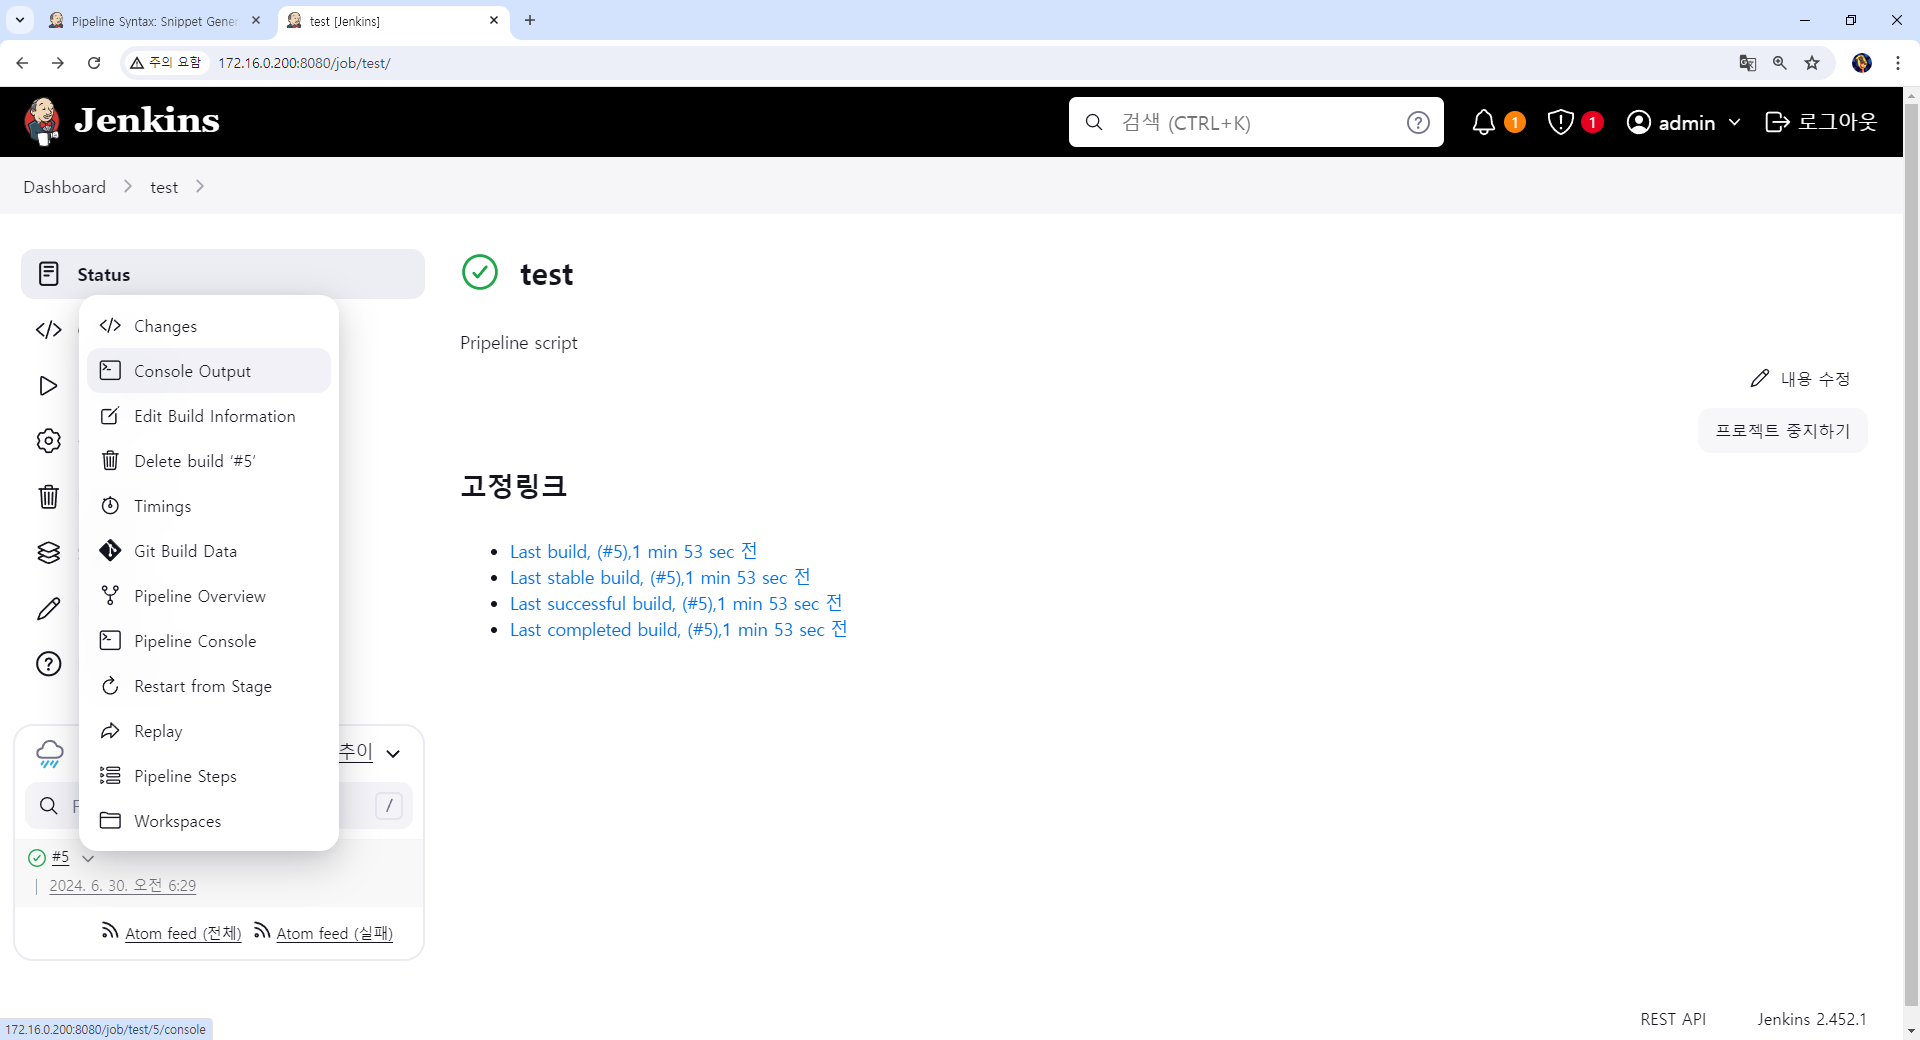 Pipeline Syntax: Snippet Gener
test [Jenkins]
주의 요함
172.16.0.200:8080/job/test/
Jenkins
검색 (CTRL+K)
1
1
admin
로그아웃
Dashboard
test
Status
Changes
Console Output
Edit Build Information
Delete build ‘#5’
Timings
Git Build Data
Pipeline Overview
Pipeline Console
Restart from Stage
Replay
Pipeline Steps
Workspaces
추이
/
#5
2024. 6. 30. 오전 6:29
Atom feed (전체)
Atom feed (실패)
test
Pripeline script
내용 수정
프로젝트 중지하기
고정링크
Last build, (#5),1 min 53 sec 전
Last stable build, (#5),1 min 53 sec 전
Last successful build, (#5),1 min 53 sec 전
Last completed build, (#5),1 min 53 sec 전
REST API
Jenkins 2.452.1
172.16.0.200:8080/job/test/5/console